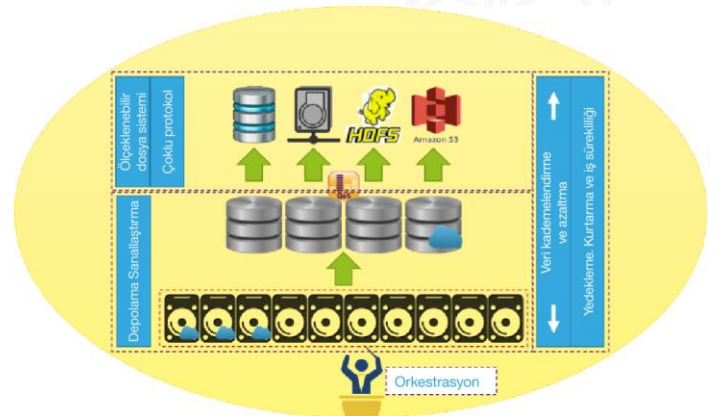 Ölçeklenebilir
dosya sistemi
Çoklu protokol
HDFS
Amazon S3
QoS
Depolama Sanallaştırma
Veri kademelendirme
ve azaltma
Yedekleme. Kurtarma ve iş sürekliliği
Orkestrasyon